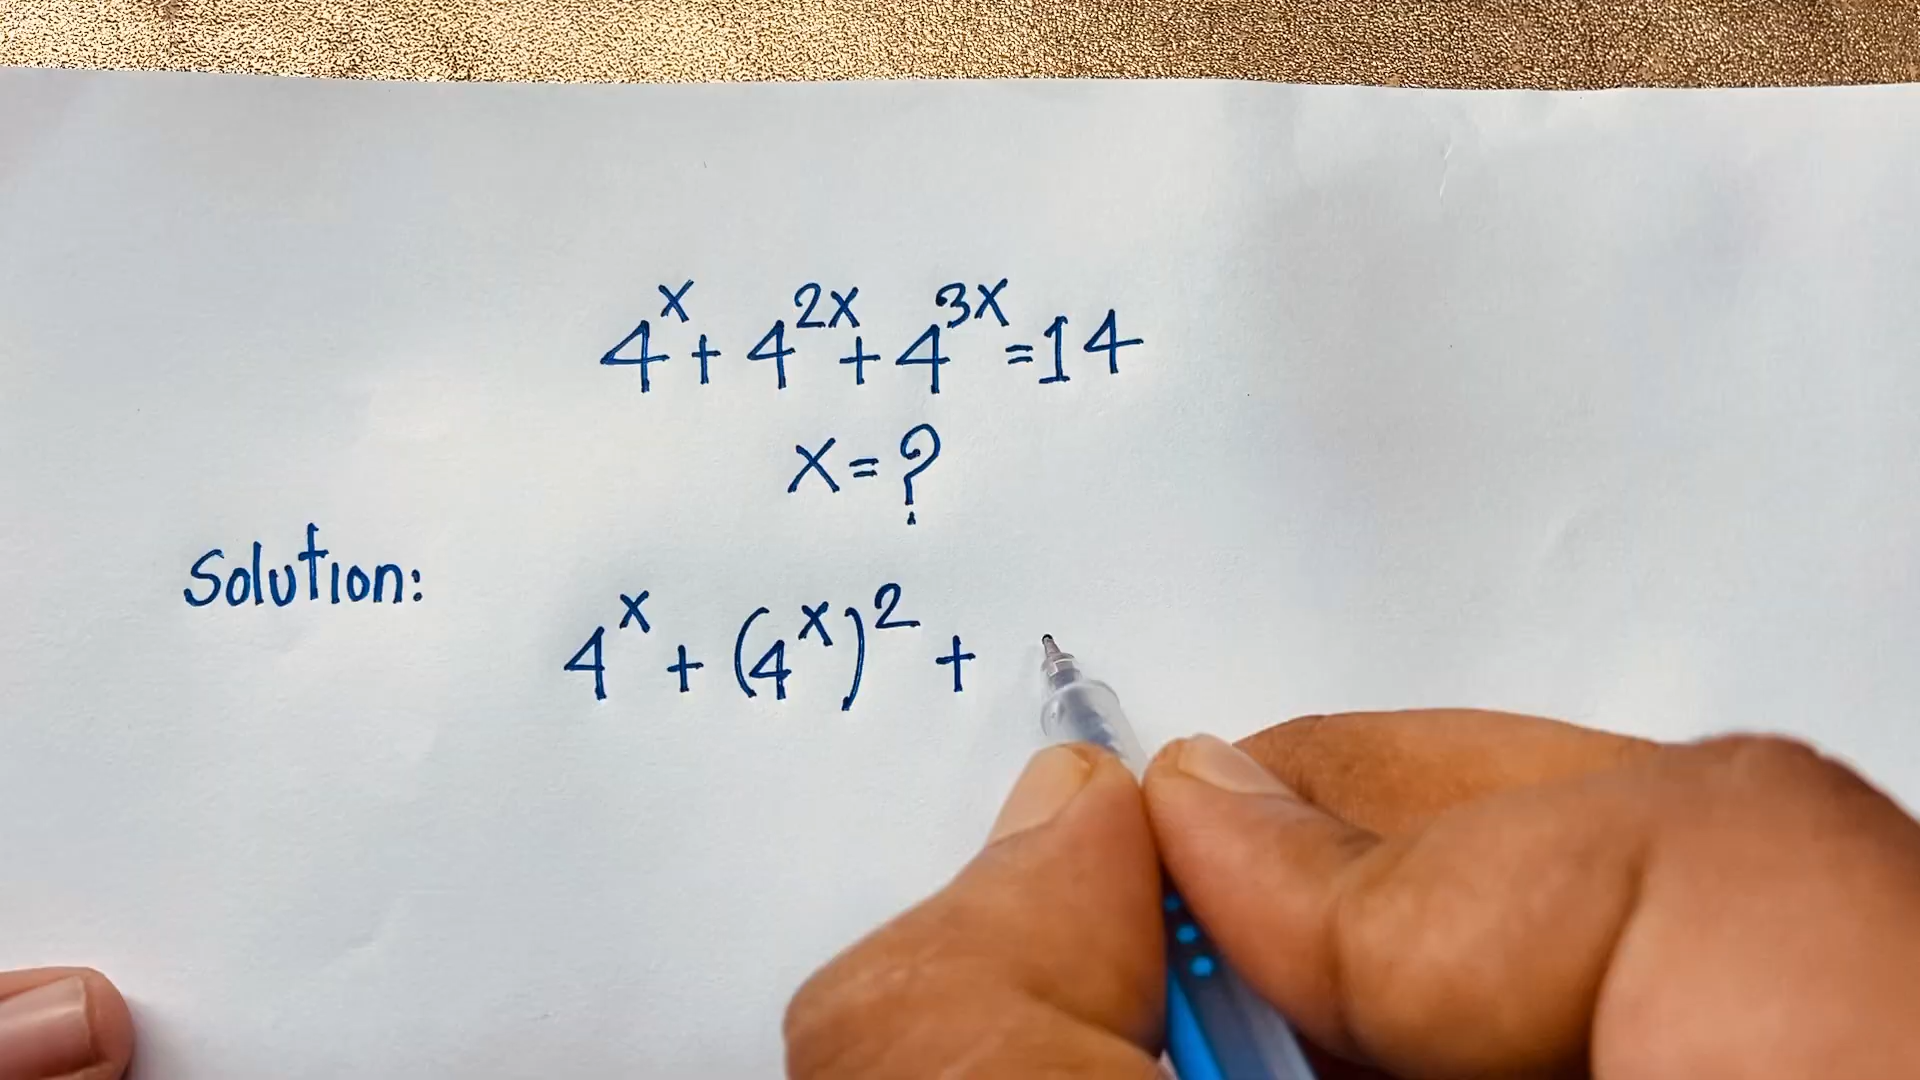 4^x + 4^{2x} + 4^{3x} = 14
x = ?
Solution:
4^x + (4^x)^2 +